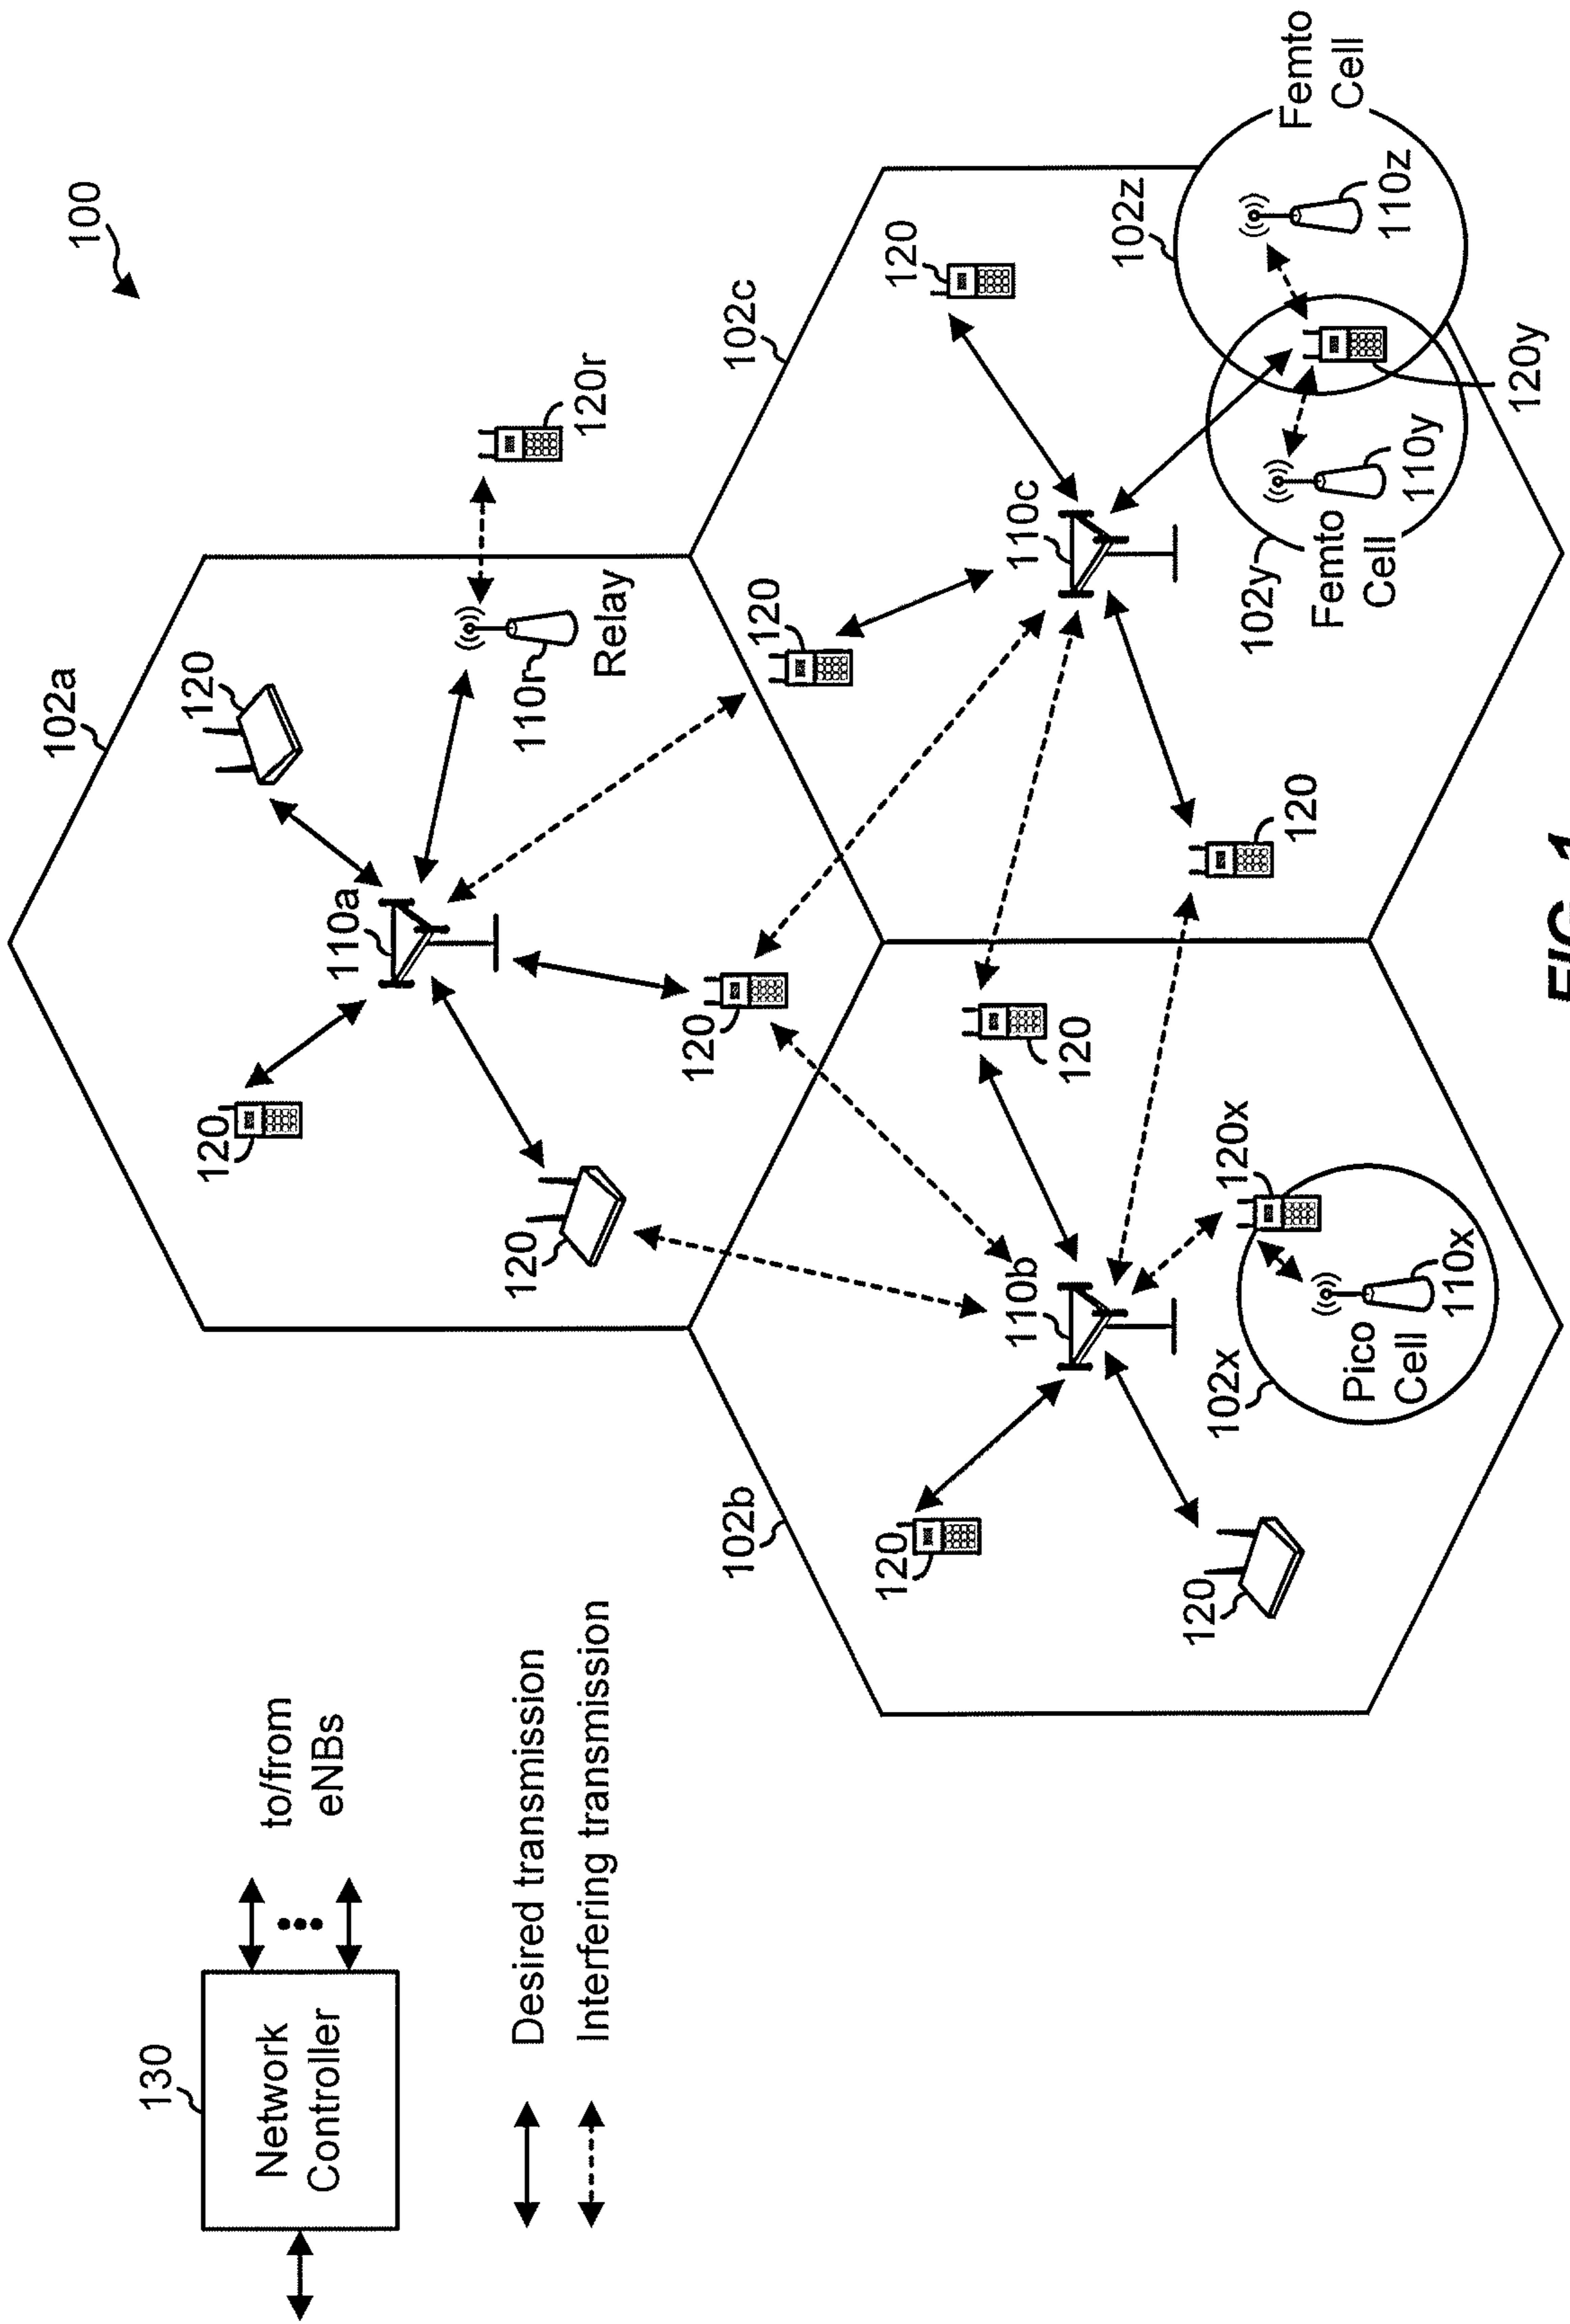 100
130
Network
Controller
to/from
eNBs
Desired transmission
Interfering transmission
102a
120
120
110a
120
110r
Relay
120r
120
120
102c
102b
120
110c
120
120
110b
120
120x
120
120
102x
Pico
Cell
110x
102z
102y
Femto
Cell
110y
110z
Femto
Cell
120y
FIG. 1